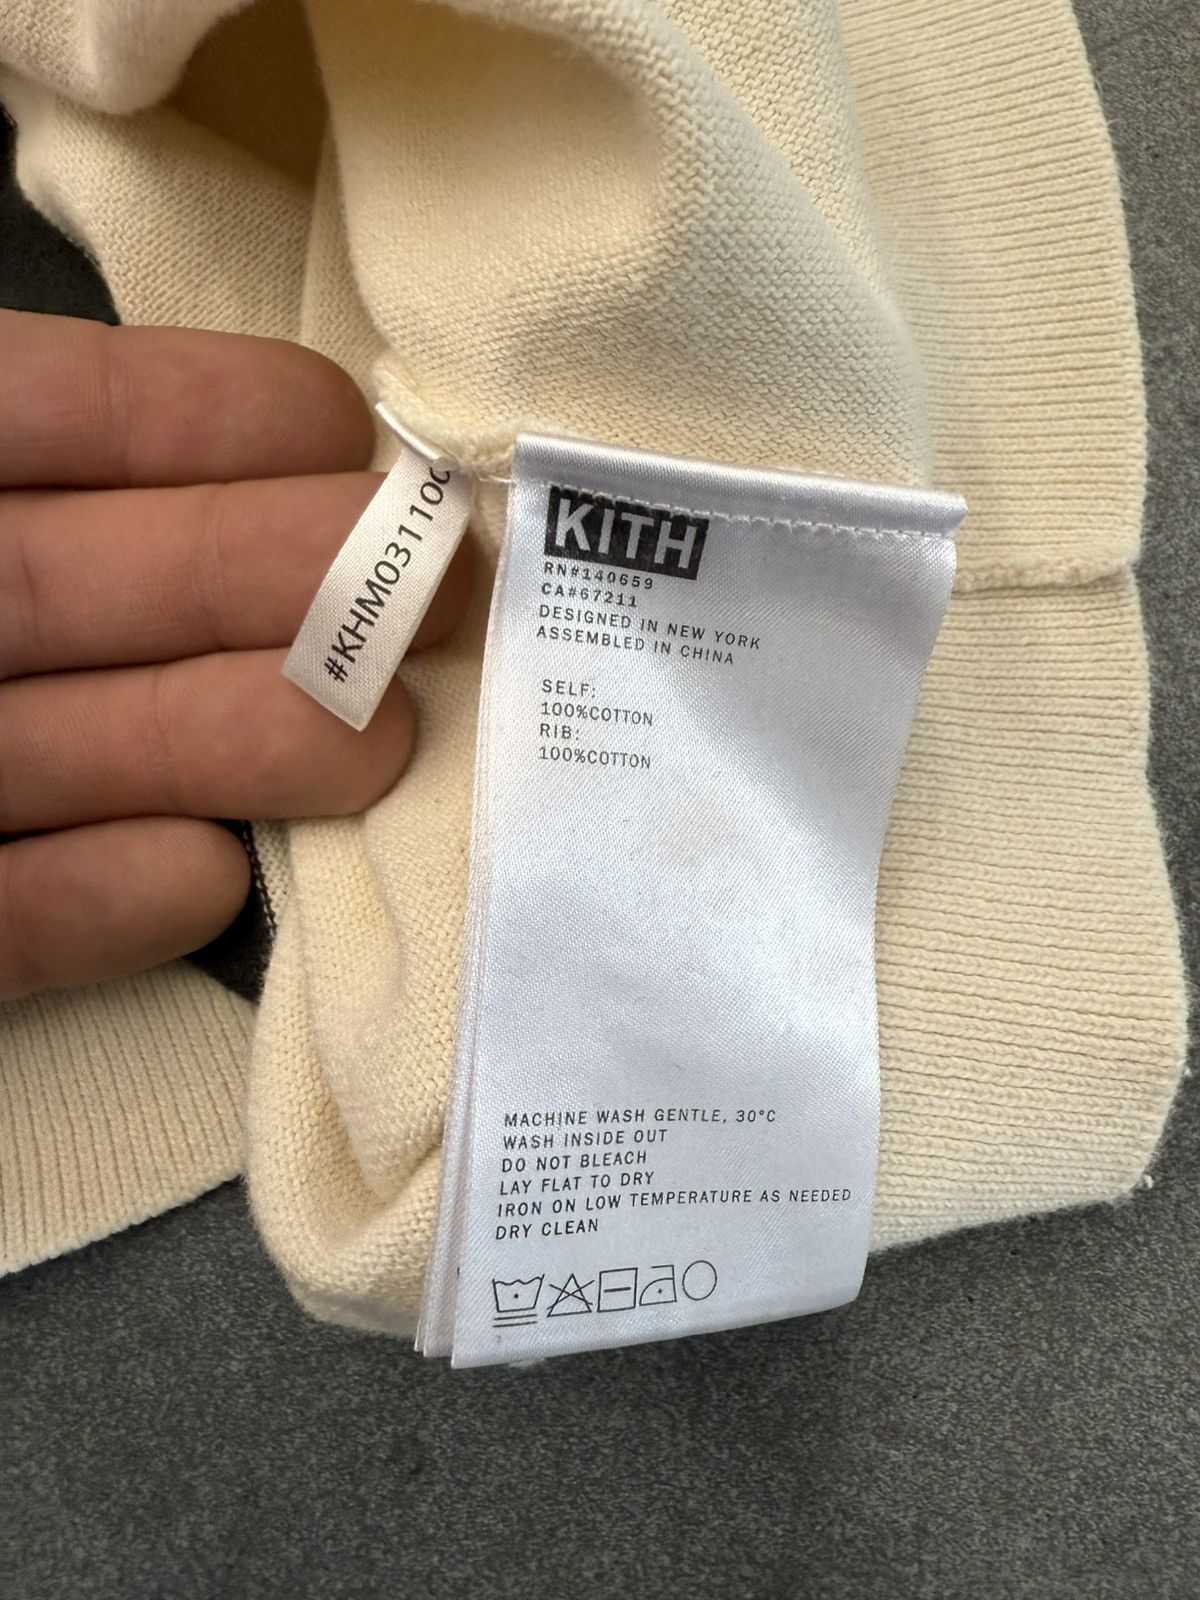 #KHM031100
KITH
RN#140659
CA#67211
DESIGNED IN NEW YORK
ASSEMBLED IN CHINA
SELF:
100%COTTON
RIB:
100%COTTON
MACHINE WASH GENTLE, 30°C
WASH INSIDE OUT
DO NOT BLEACH
LAY FLAT TO DRY
IRON ON LOW TEMPERATURE AS NEEDED
DRY CLEAN